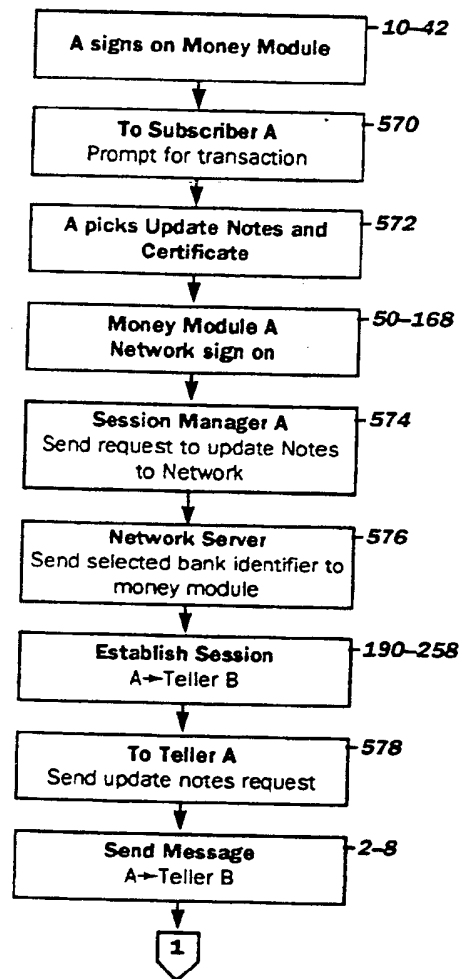 A signs on Money Module
10–42
To Subscriber A
Prompt for transaction
570
A picks Update Notes and
Certificate
572
Money Module A
Network sign on
50–168
Session Manager A
Send request to update Notes
to Network
574
Network Server
Send selected bank identifier to
money module
576
Establish Session
A→Teller B
190–258
To Teller A
Send update notes request
578
Send Message
A→Teller B
2–8
1